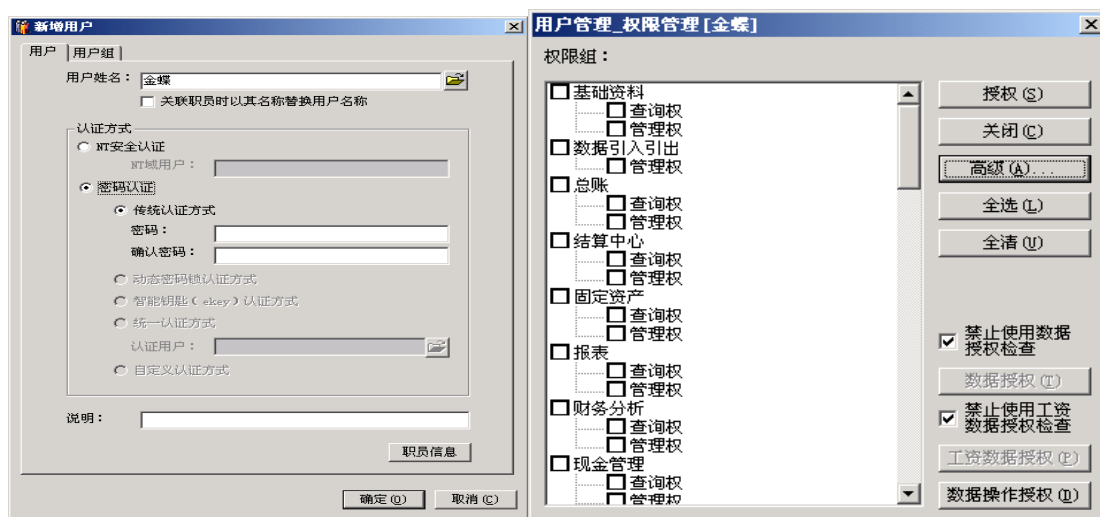 新增用户
用户
用户组
用户姓名：
金蝶
关联职员时以其名称替换用户名称
认证方式
NT安全认证
NT域用户：
密码认证
传统认证方式
密码：
确认密码：
动态密码锁认证方式
智能钥匙（ekey）认证方式
统一认证方式
认证用户：
自定义认证方式
说明：
职员信息
确定(O)
取消(C)
用户管理_权限管理[金蝶]
权限组：
基础资料
查询权
管理权
数据引入引出
管理权
总账
查询权
管理权
结算中心
查询权
管理权
固定资产
查询权
管理权
报表
查询权
管理权
财务分析
查询权
管理权
现金管理
查询权
管理权
授权(S)
关闭(C)
高级(A)...
全选(L)
全清(U)
禁止使用数据
授权检查
数据授权(T)
禁止使用工资
数据授权检查
工资数据授权(P)
数据操作授权(D)